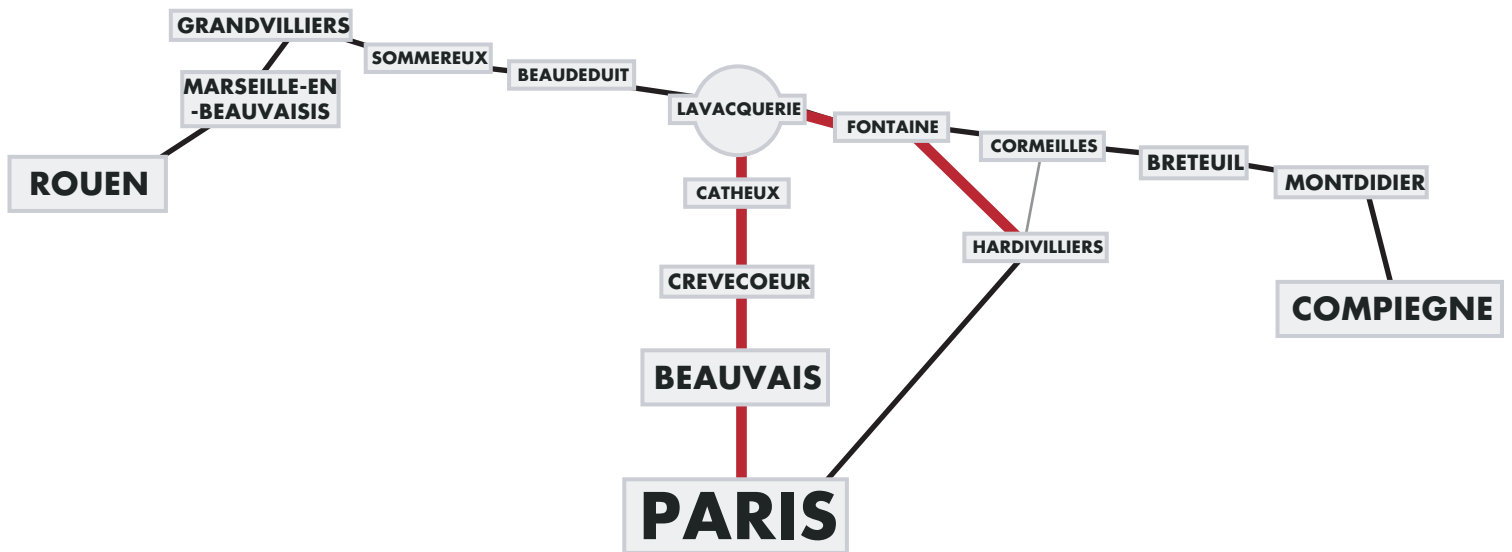 GRANDVILLIERS
SOMMEREUX
BEAUDEDUIT
MARSEILLE-EN
-BEAUVAISIS
LAVACQUERIE
FONTAINE
CORMEILLES
BRETEUIL
MONTDIDIER
ROUEN
CATHEUX
HARDIVILLIERS
CREVECOEUR
COMPIEGNE
BEAUVAIS
PARIS